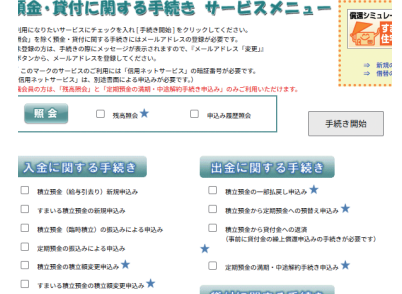 預金・貸付に関する手続き サービスメニュー
利用になりたいサービスにチェックを入れ [ 手続き開始 ] をクリックしてください。
照会」を除く預金・貸付に関する手続きにはメールアドレスの登録が必要です。
未登録の方は、手続きの際にメッセージが表示されますので、『メールアドレス「変更』
ボタンから、メールアドレスを登録してください。
このマークのサービスのご利用には「信用ネットサービス」の暗証番号が必要です。
信用ネットサービス」は、別途書面による申込みが必要です。）
員の方は、「残高照会」と「定期預金の満期・中途解約手続き申込み」のみご利用いただけます。
償還シミュレー
す
住
⇒ 新規の
⇒ 借替の
照 会
残高照会 ★
申込み履歴照会
手続き開始
入金に関する手続き
出金に関する手続き
積立預金（給与引去り）新規申込み
積立預金の一部払戻し申込み ★
すまいる積立預金の新規申込み
積立預金から定期預金への預替え申込み ★
積立預金（臨時積立）の振込みによる申込み
積立預金から貸付金への返済
（事前に貸付金の繰上償還申込みの手続きが必要です）
★
定期預金の振込みによる申込み
定期預金の満期・中途解約手続き申込み ★
積立預金の積立額変更申込み ★
すまいる積立預金の積立額変更申込み ★